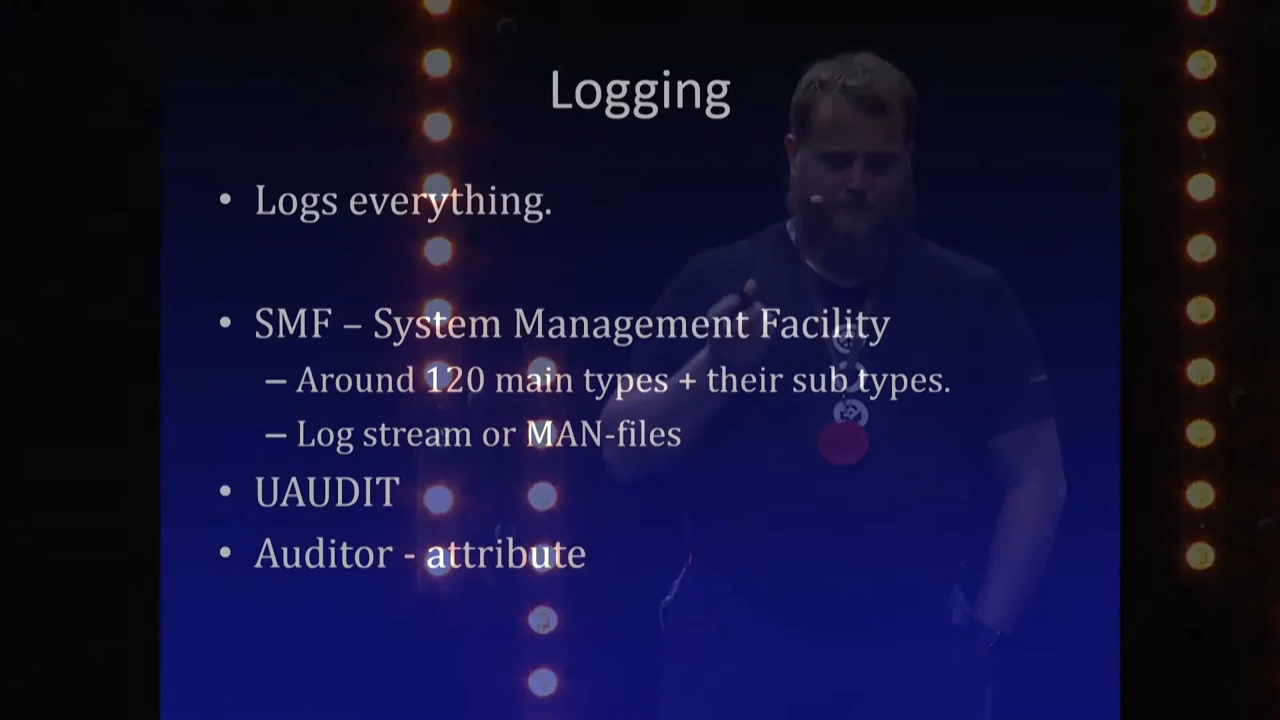 Logging
• Logs everything.
• SMF – System Management Facility
– Around 120 main types + their sub types.
– Log stream or MAN-files
• UAUDIT
• Auditor - attribute